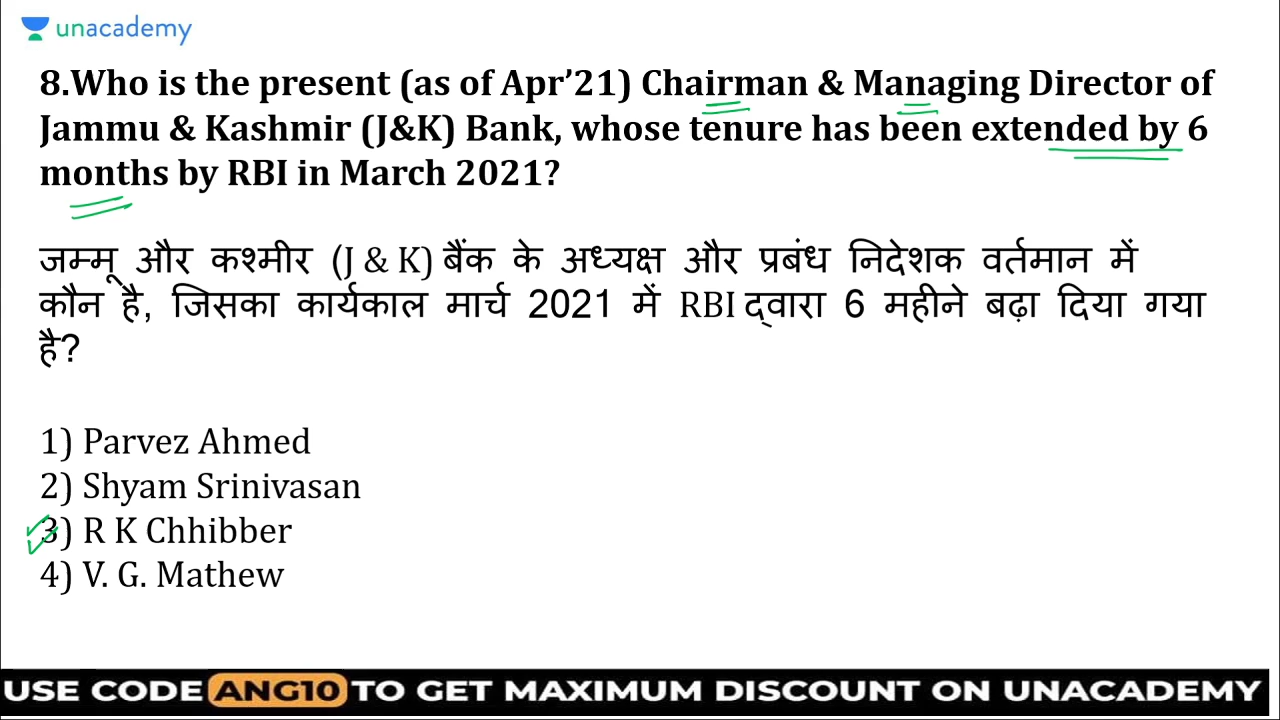 unacademy
8.Who is the present (as of Apr’21) Chairman & Managing Director of
Jammu & Kashmir (J&K) Bank, whose tenure has been extended by 6
months by RBI in March 2021?
जम्मू और कश्मीर (J & K) बैंक के अध्यक्ष और प्रबंध निदेशक वर्तमान में
कौन है, जिसका कार्यकाल मार्च 2021 में RBI द्वारा 6 महीने बढ़ा दिया गया
है?
1) Parvez Ahmed
2) Shyam Srinivasan
3) R K Chhibber
4) V. G. Mathew
USE CODE ANG10 TO GET MAXIMUM DISCOUNT ON UNACADEMY